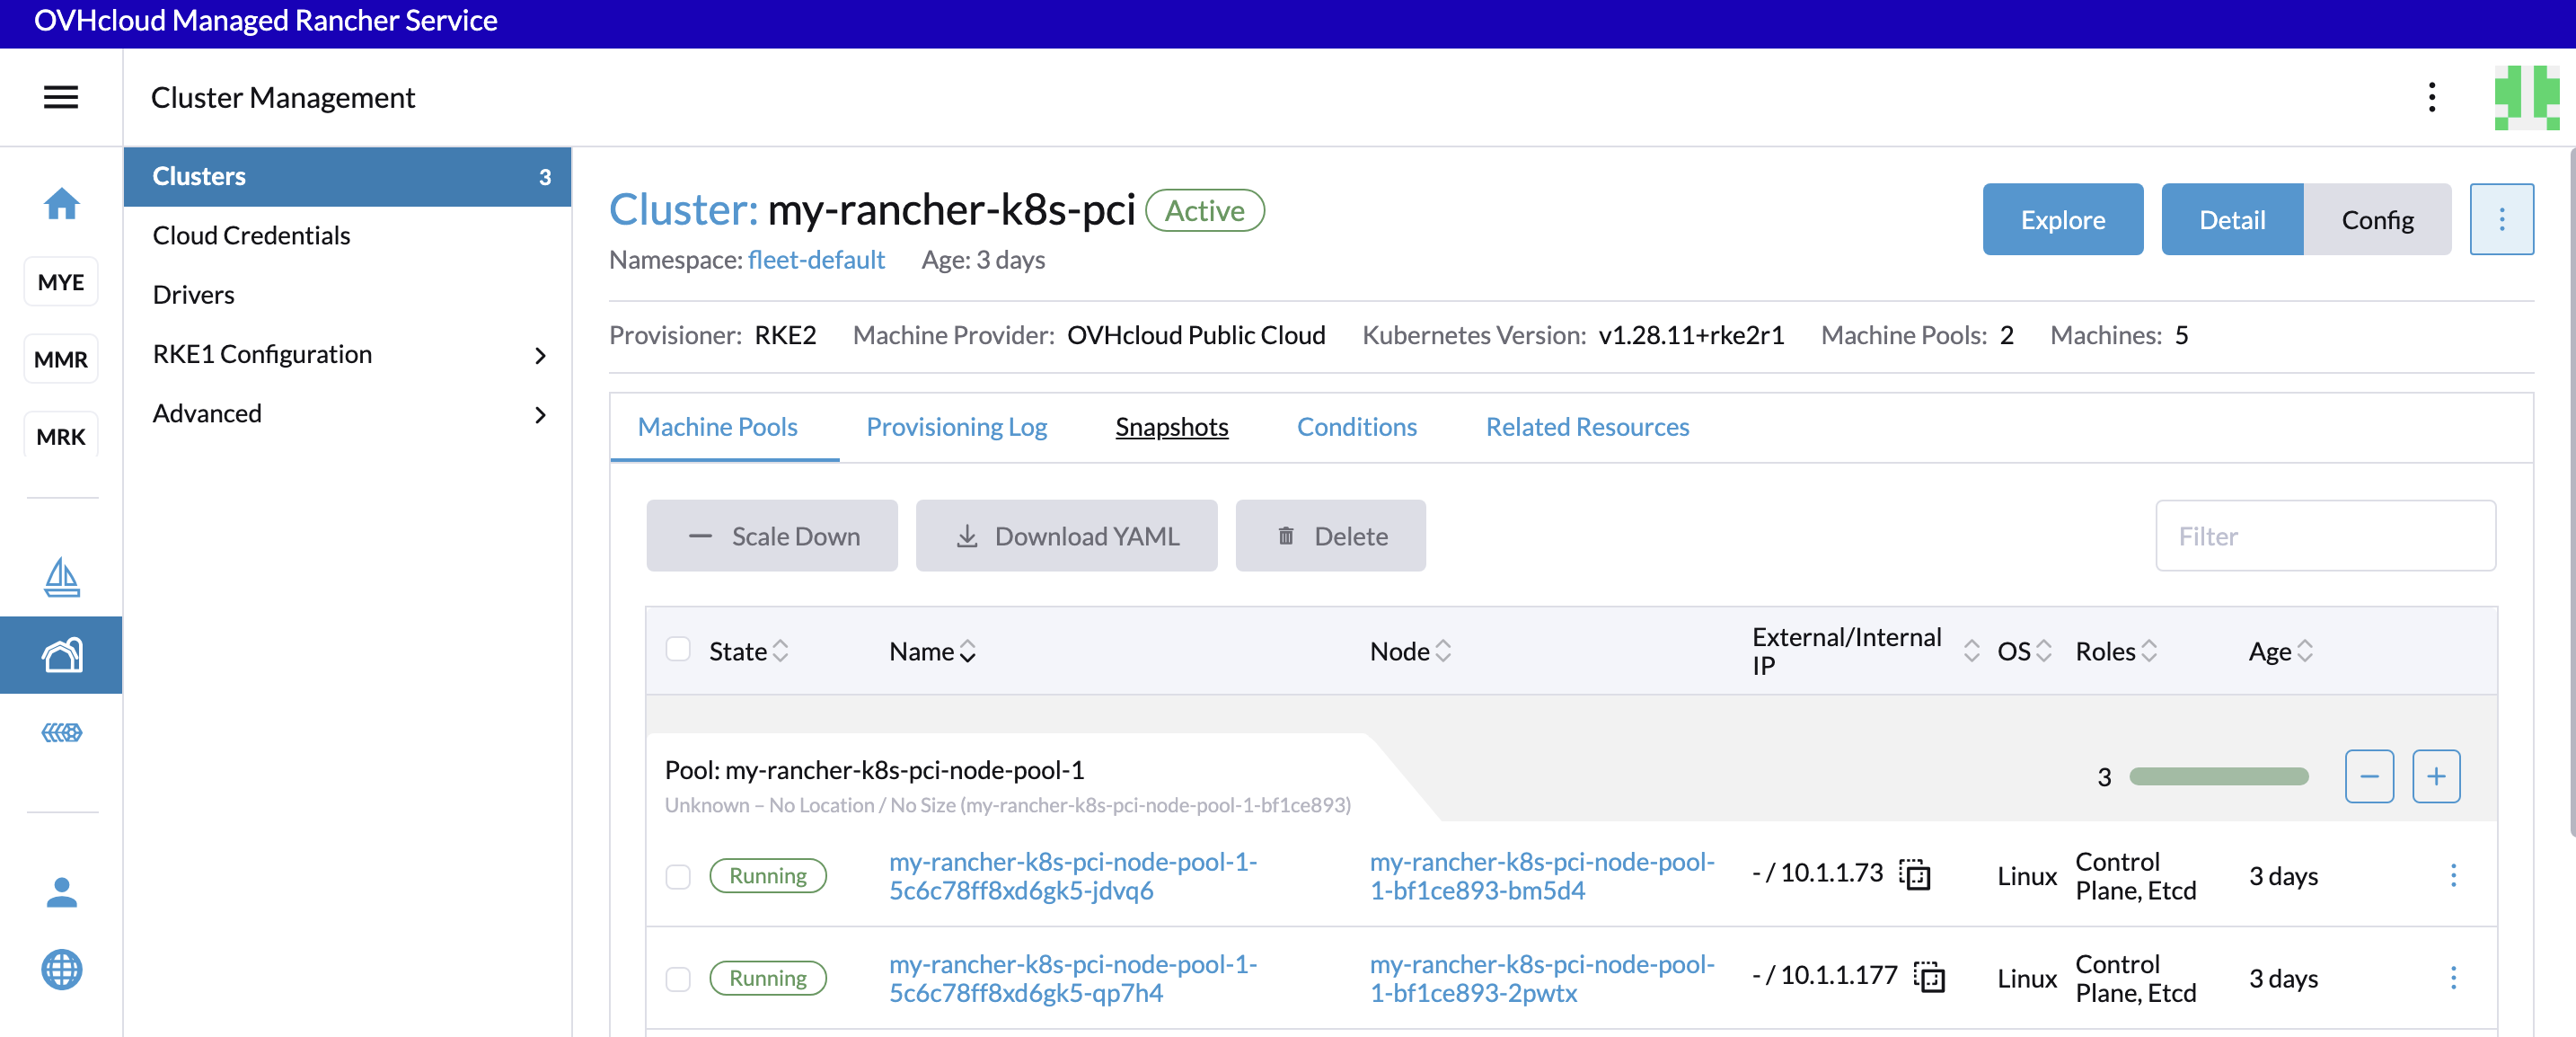 OVHcloud Managed Rancher Service
Cluster Management
Clusters 3
Cloud Credentials
Drivers
RKE1 Configuration
Advanced
MYE
MMR
MRK
Cluster: my-rancher-k8s-pci Active
Namespace: fleet-default Age: 3 days
Explore Detail Config
Provisioner: RKE2 Machine Provider: OVHcloud Public Cloud Kubernetes Version: v1.28.11+rke2r1 Machine Pools: 2 Machines: 5
Machine Pools Provisioning Log Snapshots Conditions Related Resources
Scale Down Download YAML Delete Filter
State Name Node External/Internal IP OS Roles Age
Pool: my-rancher-k8s-pci-node-pool-1
Unknown – No Location / No Size (my-rancher-k8s-pci-node-pool-1-bf1ce893)
3
Running my-rancher-k8s-pci-node-pool-1- my-rancher-k8s-pci-node-pool- - / 10.1.1.73 Linux Control 3 days
5c6c78ff8xd6gk5-jdvq6 1-bf1ce893-bm5d4 Plane, Etcd
Running my-rancher-k8s-pci-node-pool-1- my-rancher-k8s-pci-node-pool- - / 10.1.1.177 Linux Control 3 days
5c6c78ff8xd6gk5-qp7h4 1-bf1ce893-2pwtx Plane, Etcd